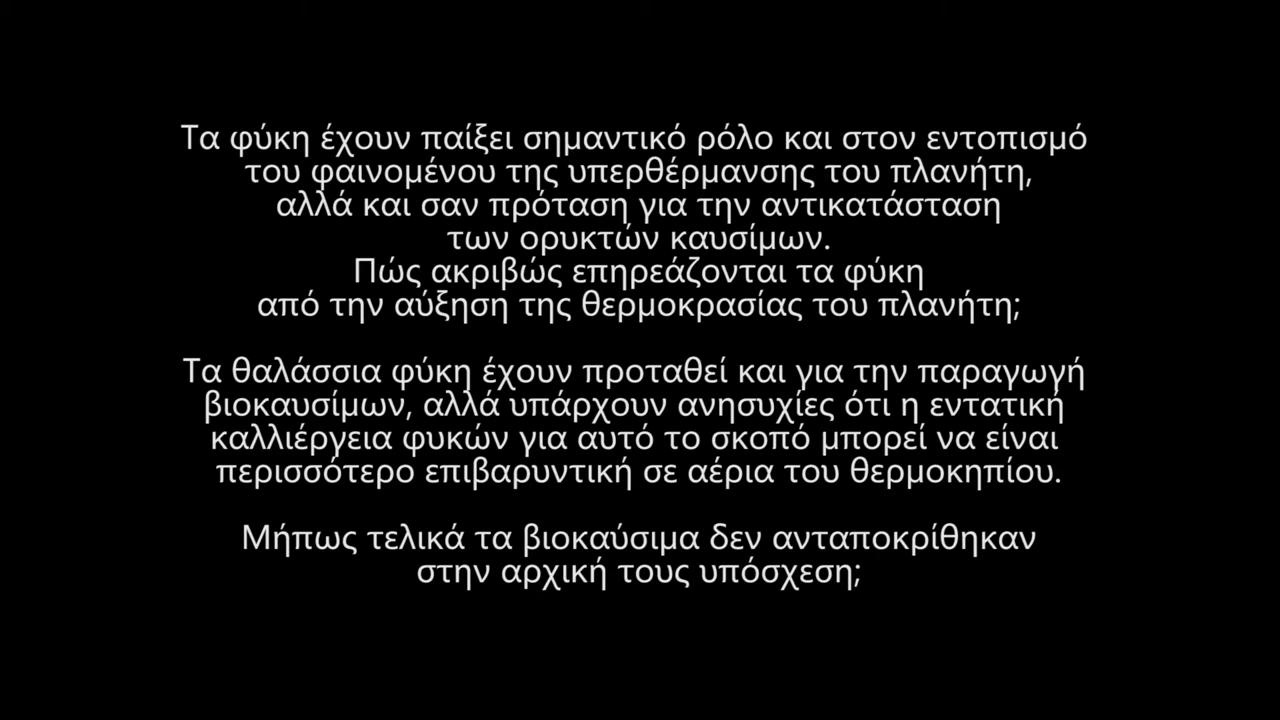 Τα φύκη έχουν παίξει σημαντικό ρόλο και στον εντοπισμό
του φαινομένου της υπερθέρμανσης του πλανήτη,
αλλά και σαν πρόταση για την αντικατάσταση
των ορυκτών καυσίμων.
Πώς ακριβώς επηρεάζονται τα φύκη
από την αύξηση της θερμοκρασίας του πλανήτη;
Τα θαλάσσια φύκη έχουν προταθεί και για την παραγωγή
βιοκαυσίμων, αλλά υπάρχουν ανησυχίες ότι η εντατική
καλλιέργεια φυκών για αυτό το σκοπό μπορεί να είναι
περισσότερο επιβαρυντική σε αέρια του θερμοκηπίου.
Μήπως τελικά τα βιοκαύσιμα δεν ανταποκρίθηκαν
στην αρχική τους υπόσχεση;